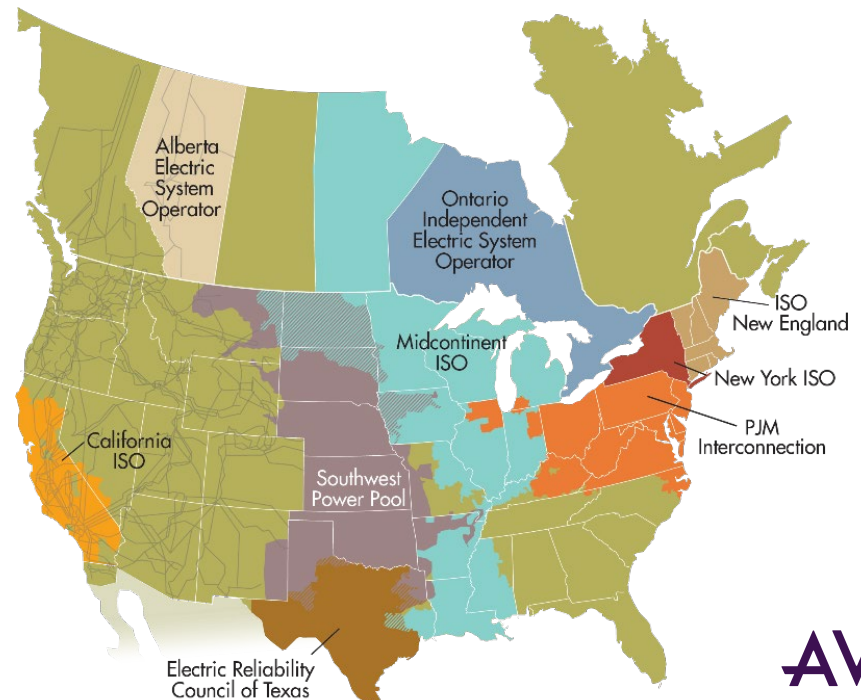 Alberta
Electric
System
Operator
Ontario
Independent
Electric System
Operator
ISO
New England
Midcontinent
ISO
New York ISO
PJM
Interconnection
California
ISO
Southwest
Power Pool
Electric Reliability
Council of Texas